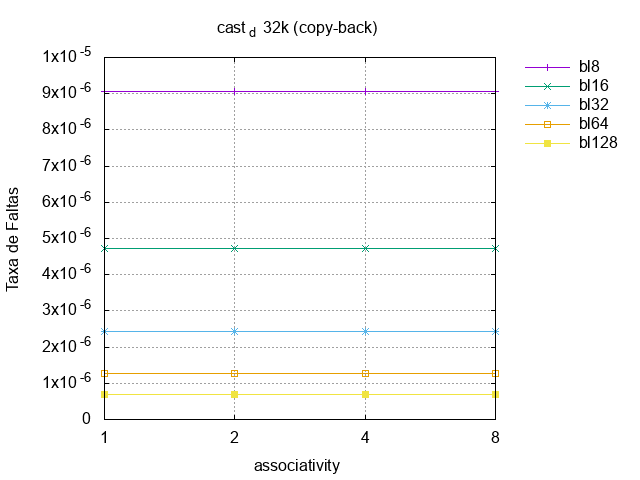 cast d 32k (copy-back)
1x10 -5
9x10 -6
8x10 -6
7x10 -6
6x10 -6
5x10 -6
4x10 -6
3x10 -6
2x10 -6
1x10 -6
0
1 2 4 8
Taxa de Faltas
associativity
bl8
bl16
bl32
bl64
bl128